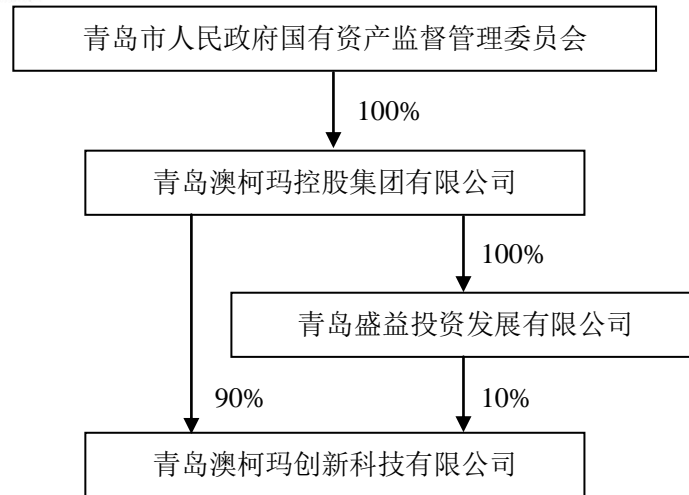 青岛市人民政府国有资产监督管理委员会
100%
青岛澳柯玛控股集团有限公司
100%
青岛盛益投资发展有限公司
90%
10%
青岛澳柯玛创新科技有限公司